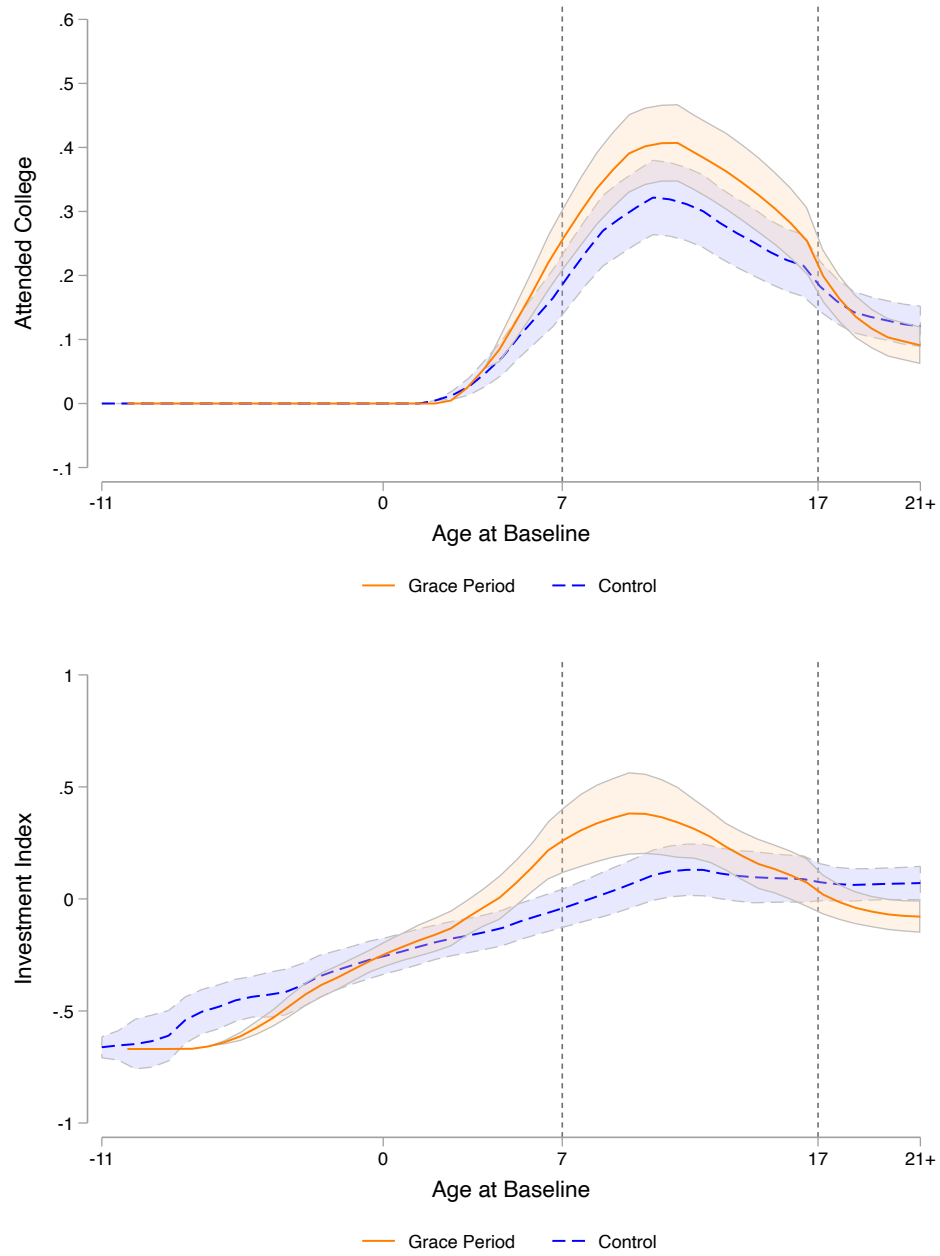 .6
.5
.4
.3
.2
.1
0
-.1
Attended College
-11 0 7 17 21+
Age at Baseline
Grace Period Control
1
.5
0
-.5
-1
Investment Index
-11 0 7 17 21+
Age at Baseline
Grace Period Control